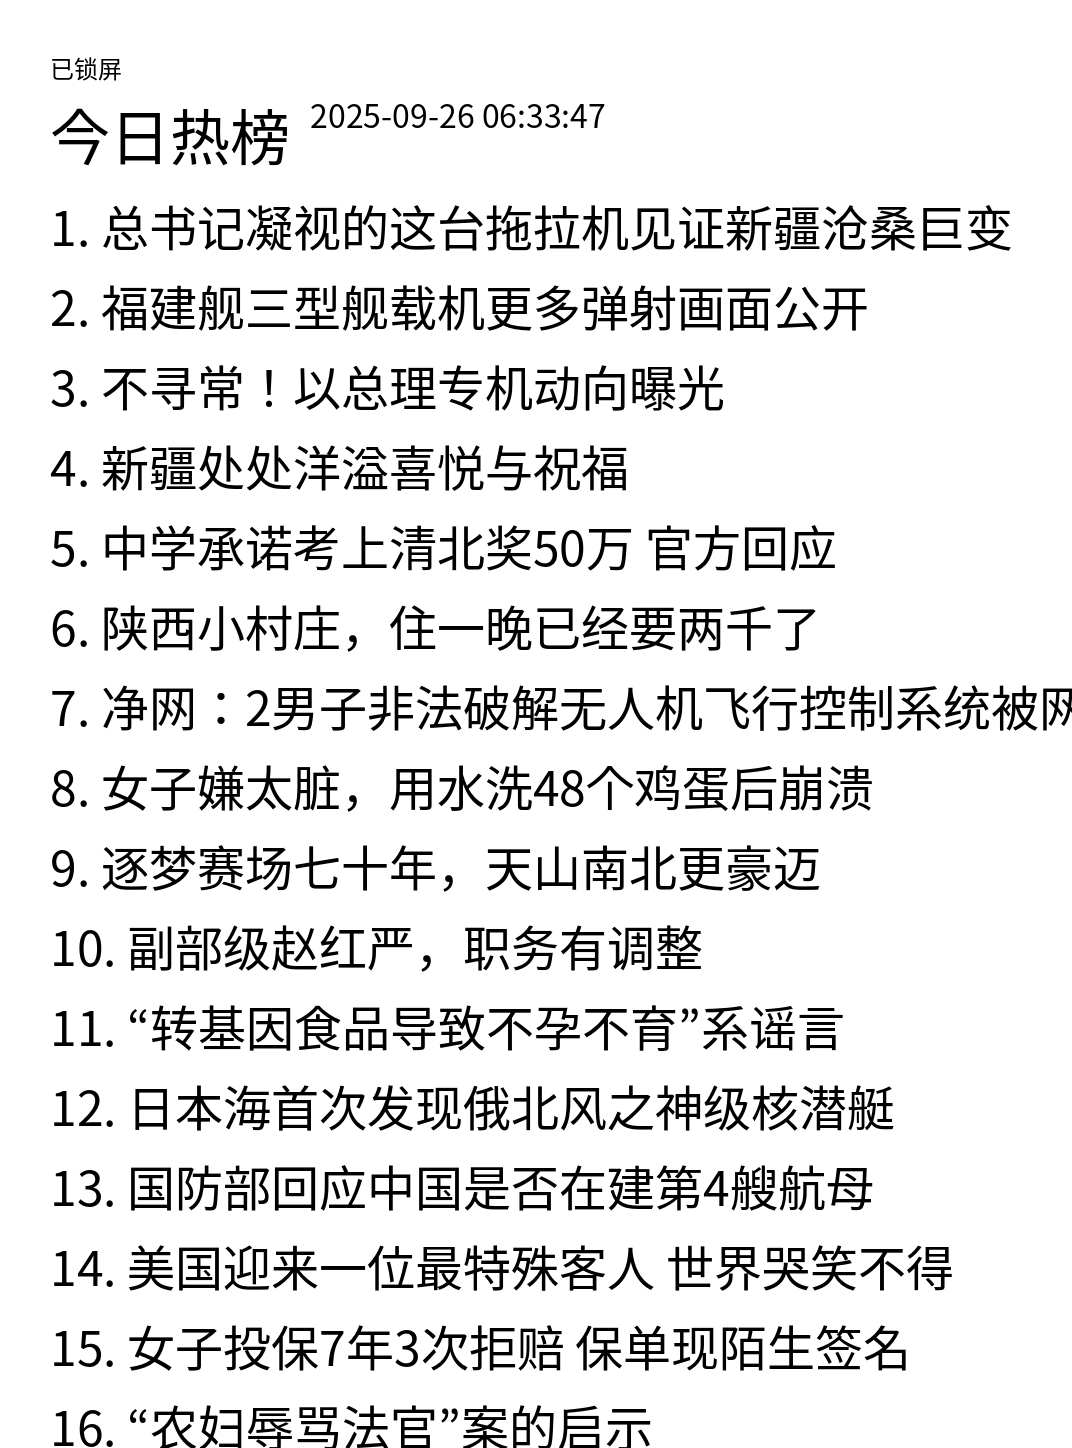 已锁屏
今日热榜 2025-09-26 06:33:47
1. 总书记凝视的这台拖拉机见证新疆沧桑巨变
2. 福建舰三型舰载机更多弹射画面公开
3. 不寻常！以总理专机动向曝光
4. 新疆处处洋溢喜悦与祝福
5. 中学承诺考上清北奖50万 官方回应
6. 陕西小村庄，住一晚已经要两千了
7. 净网：2男子非法破解无人机飞行控制系统被网
8. 女子嫌太脏，用水洗48个鸡蛋后崩溃
9. 逐梦赛场七十年，天山南北更豪迈
10. 副部级赵红严，职务有调整
11. “转基因食品导致不孕不育”系谣言
12. 日本海首次发现俄北风之神级核潜艇
13. 国防部回应中国是否在建第4艘航母
14. 美国迎来一位最特殊客人 世界哭笑不得
15. 女子投保7年3次拒赔 保单现陌生签名
16. “农妇辱骂法官”案的启示